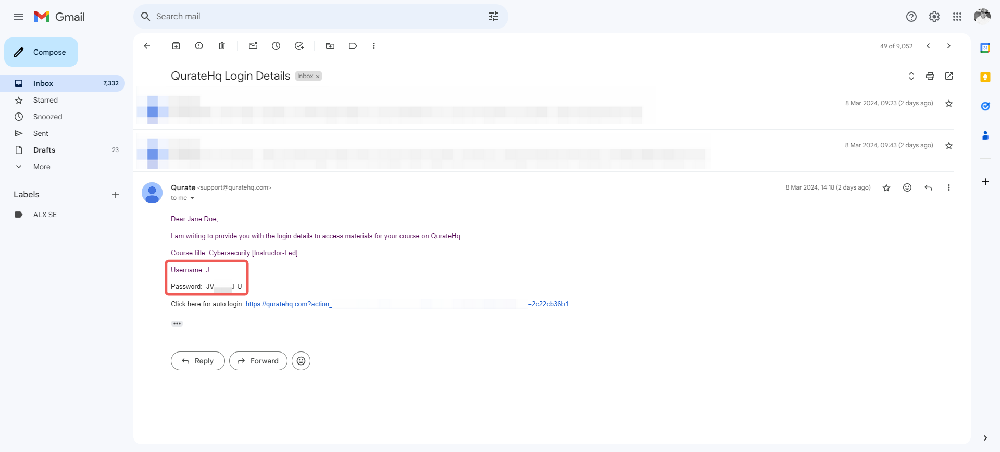 Gmail
Search mail
Compose
49 of 9,052
Inbox 7,332
Starred
Snoozed
Sent
Drafts 23
More
Labels
ALX SE
QurateHq Login Details Inbox ×
8 Mar 2024, 09:23 (2 days ago)
8 Mar 2024, 09:43 (2 days ago)
Qurate <support@quratehq.com>
8 Mar 2024, 14:18 (2 days ago)
to me
Dear Jane Doe,
I am writing to provide you with the login details to access materials for your course on QurateHq.
Course title: Cybersecurity [Instructor-Led]
Username: J
Password: JV FU
Click here for auto login: https://quratehq.com?action_ =2c22cb36b1
Reply
Forward
31